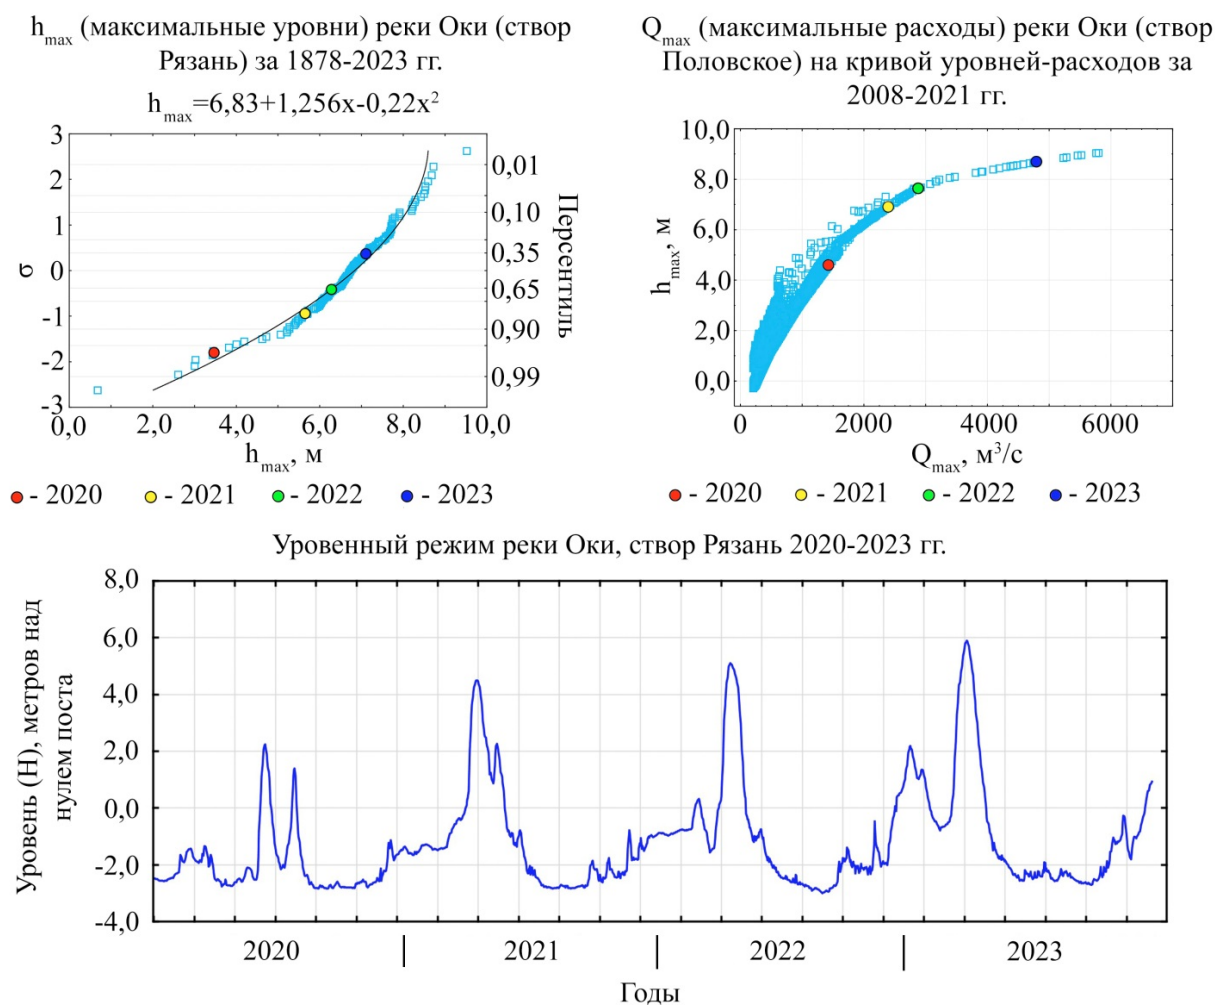 h_max (максимальные уровни) реки Оки (створ
Рязань) за 1878-2023 гг.
h_max=6,83+1,256x-0,22x²
3
2
1
0
-1
-2
-3
σ
0,01
0,10
0,35
0,65
0,90
0,99
Персентиль
0,0 2,0 4,0 6,0 8,0 10,0
h_max, м
- 2020 - 2021 - 2022 - 2023
Q_max (максимальные расходы) реки Оки (створ
Половское) на кривой уровней-расходов за
2008-2021 гг.
10,0
8,0
6,0
4,0
2,0
0,0
h_max, м
0 2000 4000 6000
Q_max, м³/с
- 2020 - 2021 - 2022 - 2023
Уровенный режим реки Оки, створ Рязань 2020-2023 гг.
Уровень (H), метров над
нулем поста
8,0
6,0
4,0
2,0
0,0
-2,0
-4,0
2020 | 2021 | 2022 | 2023
Годы